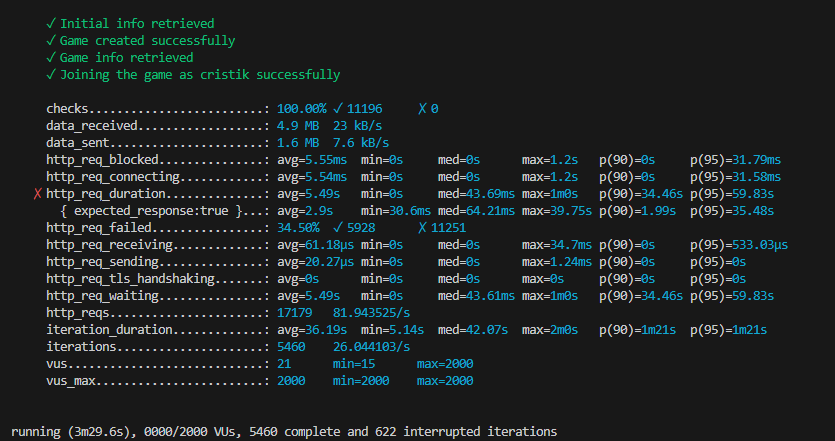 ✓ Initial info retrieved
✓ Game created successfully
✓ Game info retrieved
✓ Joining the game as cristik successfully
checks.........................: 100.00% ✓ 11196 ✗ 0
data_received..................: 4.9 MB 23 kB/s
data_sent......................: 1.6 MB 7.6 kB/s
http_req_blocked...............: avg=5.55ms min=0s med=0s max=1.2s p(90)=0s p(95)=31.79ms
http_req_connecting............: avg=5.54ms min=0s med=0s max=1.2s p(90)=0s p(95)=31.58ms
✗ http_req_duration..............: avg=5.49s min=0s med=43.69ms max=1m0s p(90)=34.46s p(95)=59.83s
{ expected_response:true }...: avg=2.9s min=30.6ms med=64.21ms max=39.75s p(90)=1.99s p(95)=35.48s
http_req_failed................: 34.50% ✓ 5928 ✗ 11251
http_req_receiving.............: avg=61.18µs min=0s med=0s max=34.7ms p(90)=0s p(95)=533.03µs
http_req_sending...............: avg=20.27µs min=0s med=0s max=1.24ms p(90)=0s p(95)=0s
http_req_tls_handshaking.......: avg=0s min=0s med=0s max=0s p(90)=0s p(95)=0s
http_req_waiting...............: avg=5.49s min=0s med=43.61ms max=1m0s p(90)=34.46s p(95)=59.83s
http_reqs......................: 17179 81.943525/s
iteration_duration.............: avg=36.19s min=5.14s med=42.07s max=2m0s p(90)=1m21s p(95)=1m21s
iterations.....................: 5460 26.044103/s
vus............................: 21 min=15 max=2000
vus_max........................: 2000 min=2000 max=2000
running (3m29.6s), 0000/2000 VUs, 5460 complete and 622 interrupted iterations